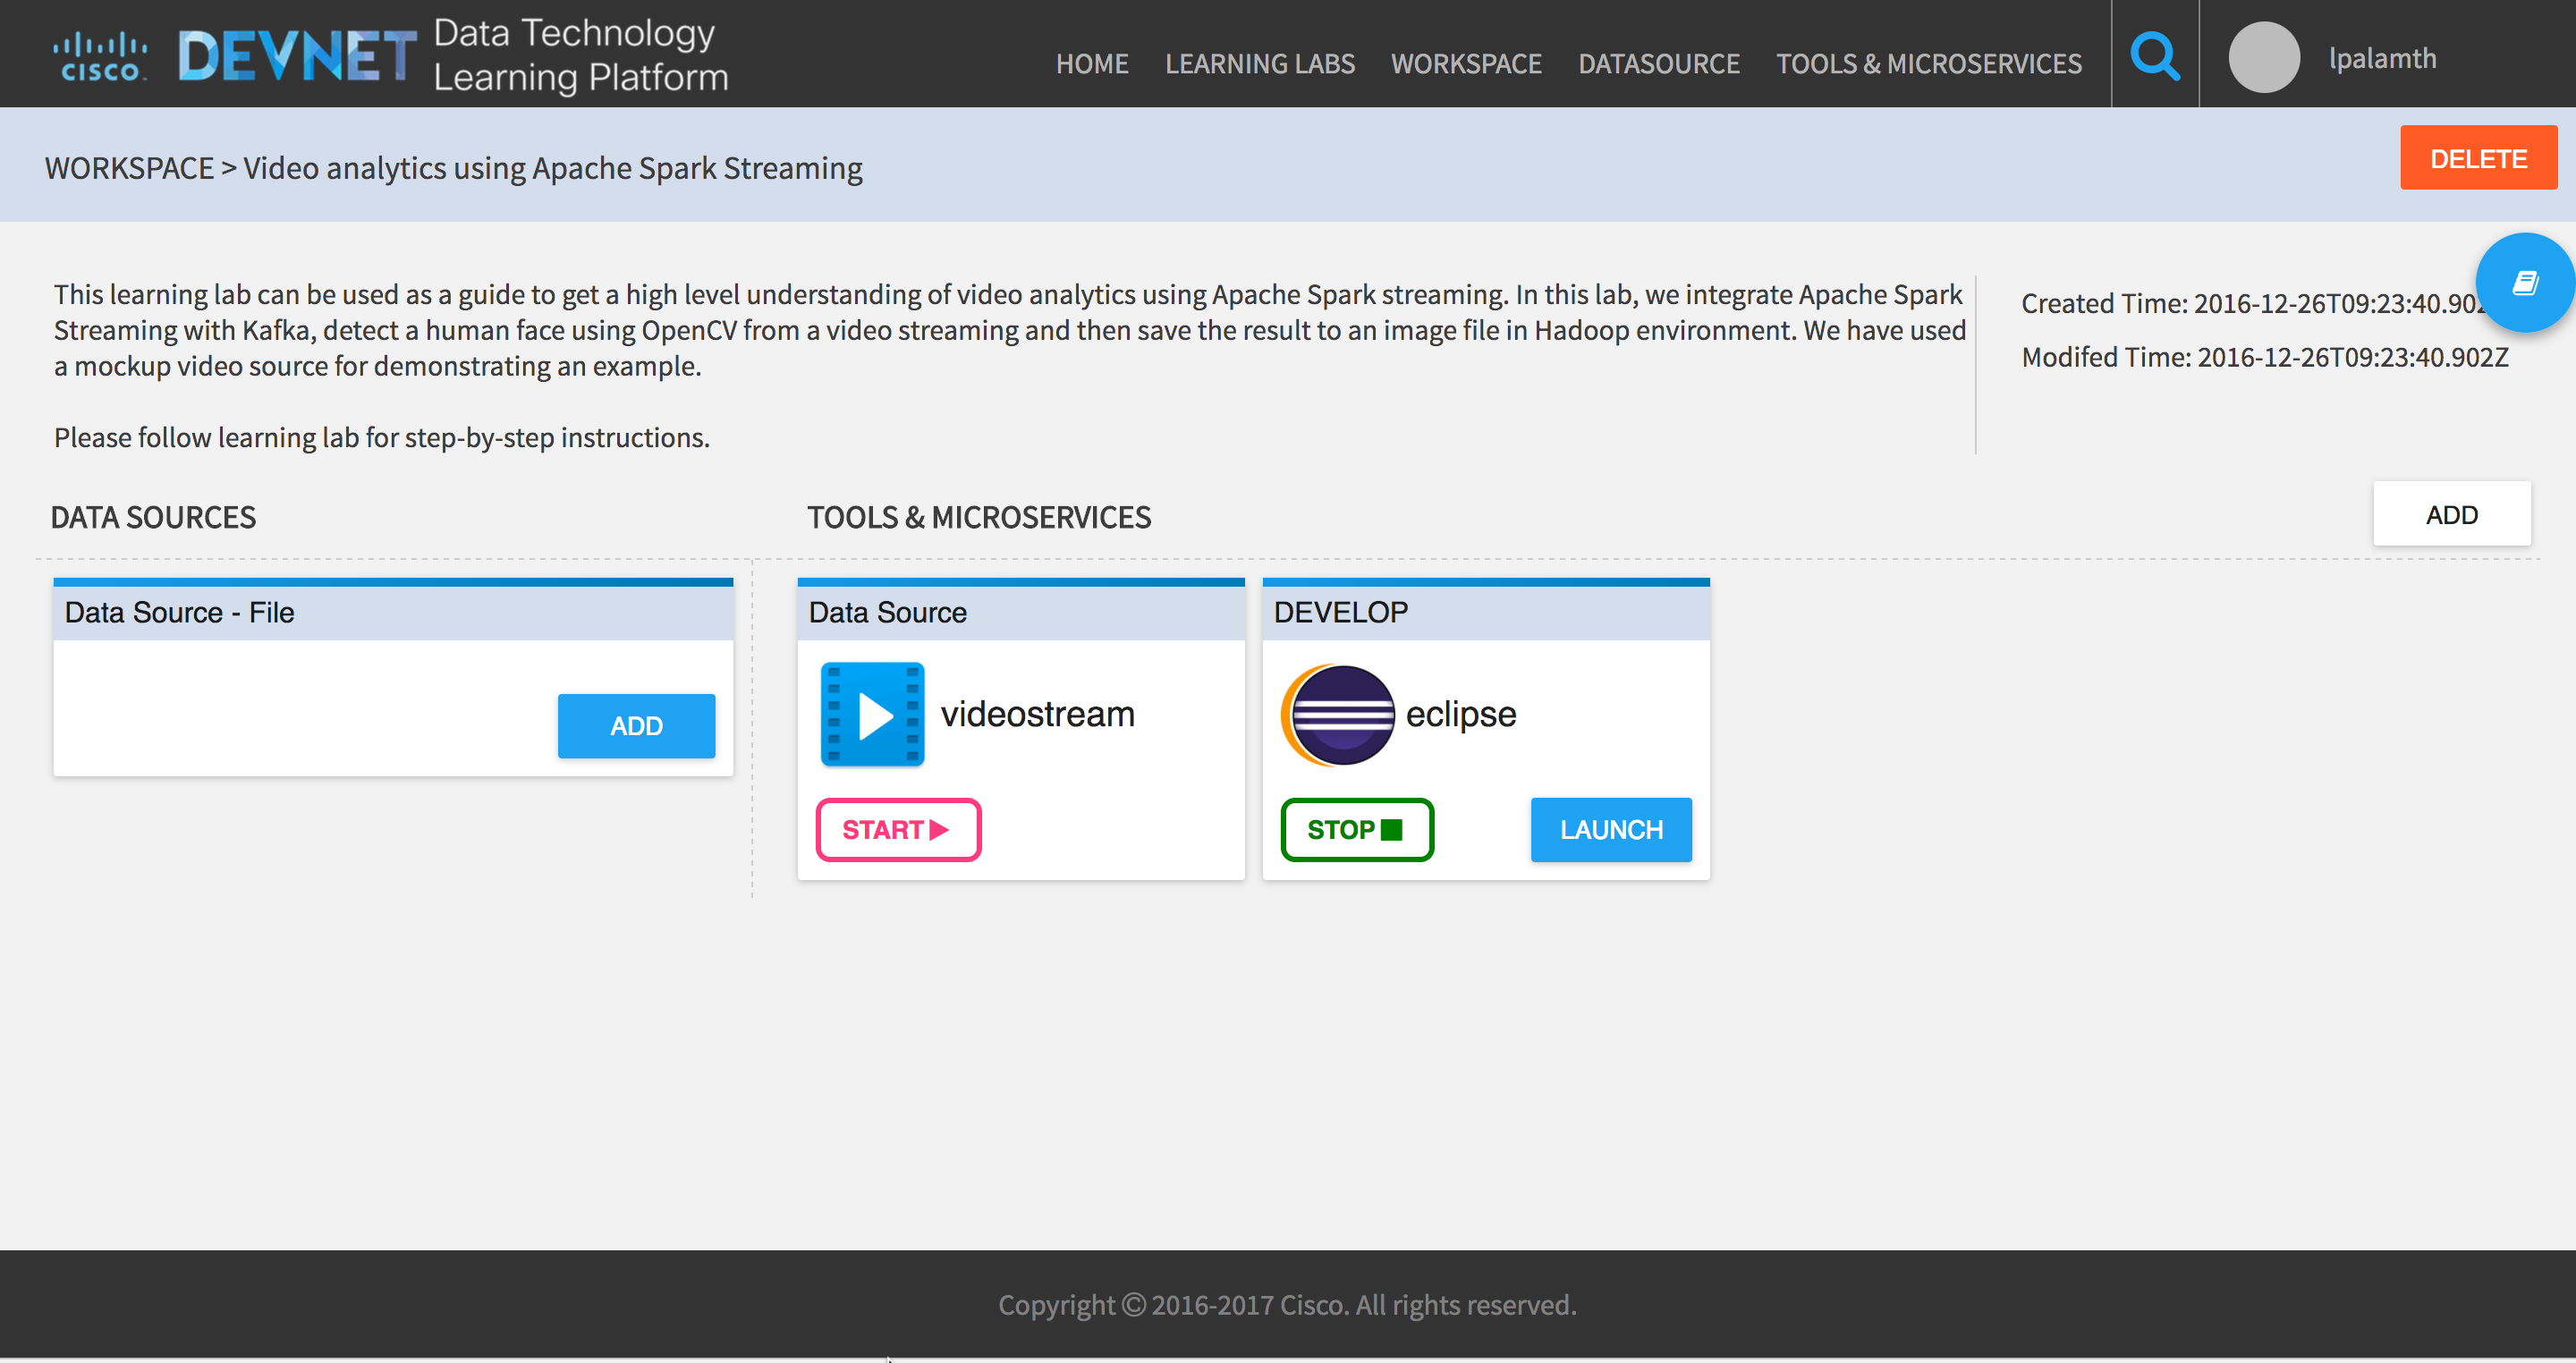 CISCO DEVNET Data Technology Learning Platform
HOME LEARNING LABS WORKSPACE DATASOURCE TOOLS & MICROSERVICES lpalamth
WORKSPACE > Video analytics using Apache Spark Streaming
DELETE
This learning lab can be used as a guide to get a high level understanding of video analytics using Apache Spark streaming. In this lab, we integrate Apache Spark
Streaming with Kafka, detect a human face using OpenCV from a video streaming and then save the result to an image file in Hadoop environment. We have used
a mockup video source for demonstrating an example.
Please follow learning lab for step-by-step instructions.
Created Time: 2016-12-26T09:23:40.902
Modifed Time: 2016-12-26T09:23:40.902Z
DATA SOURCES
TOOLS & MICROSERVICES
ADD
Data Source - File
ADD
Data Source
videostream
START
DEVELOP
eclipse
STOP
LAUNCH
Copyright © 2016-2017 Cisco. All rights reserved.